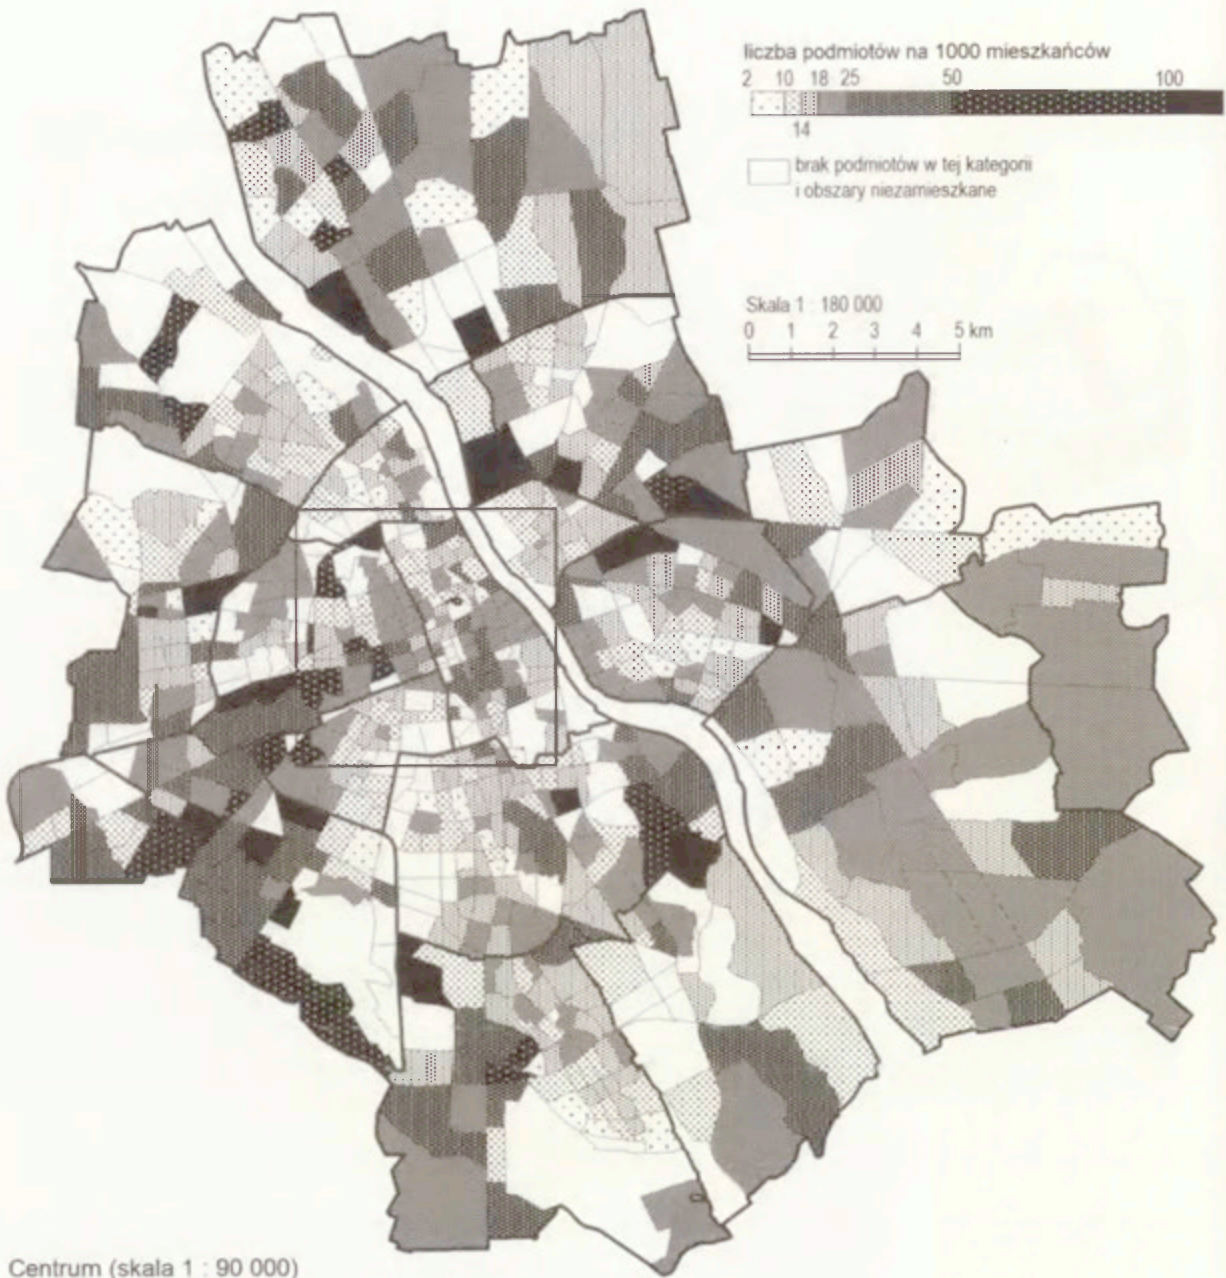 liczba podmiotów na 1000 mieszkańców
2 10 18 25 50 100
14
brak podmiotów w tej kategorii
i obszary niezamieszkane
Skala 1 : 180 000
0 1 2 3 4 5 km
Centrum (skala 1 : 90 000)